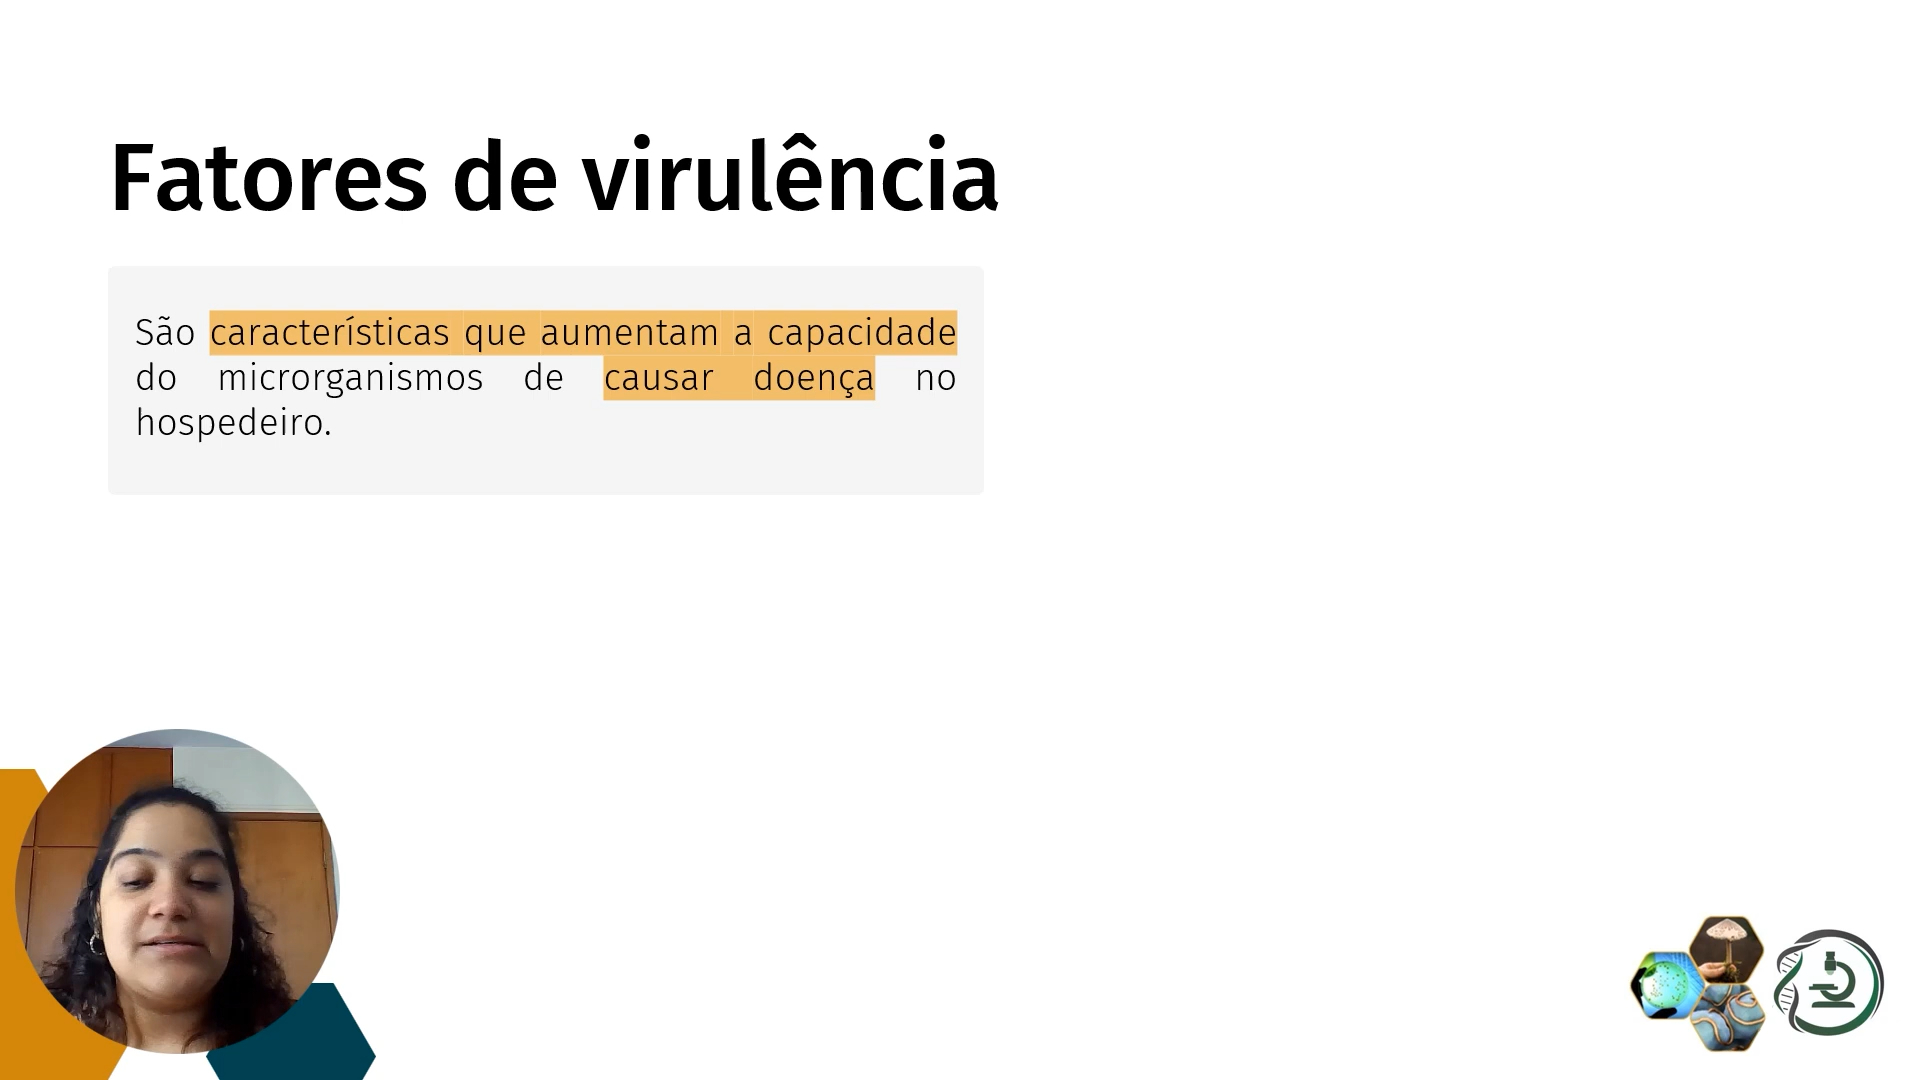 Fatores de virulência
São características que aumentam a capacidade
do microrganismos de causar doença no
hospedeiro.